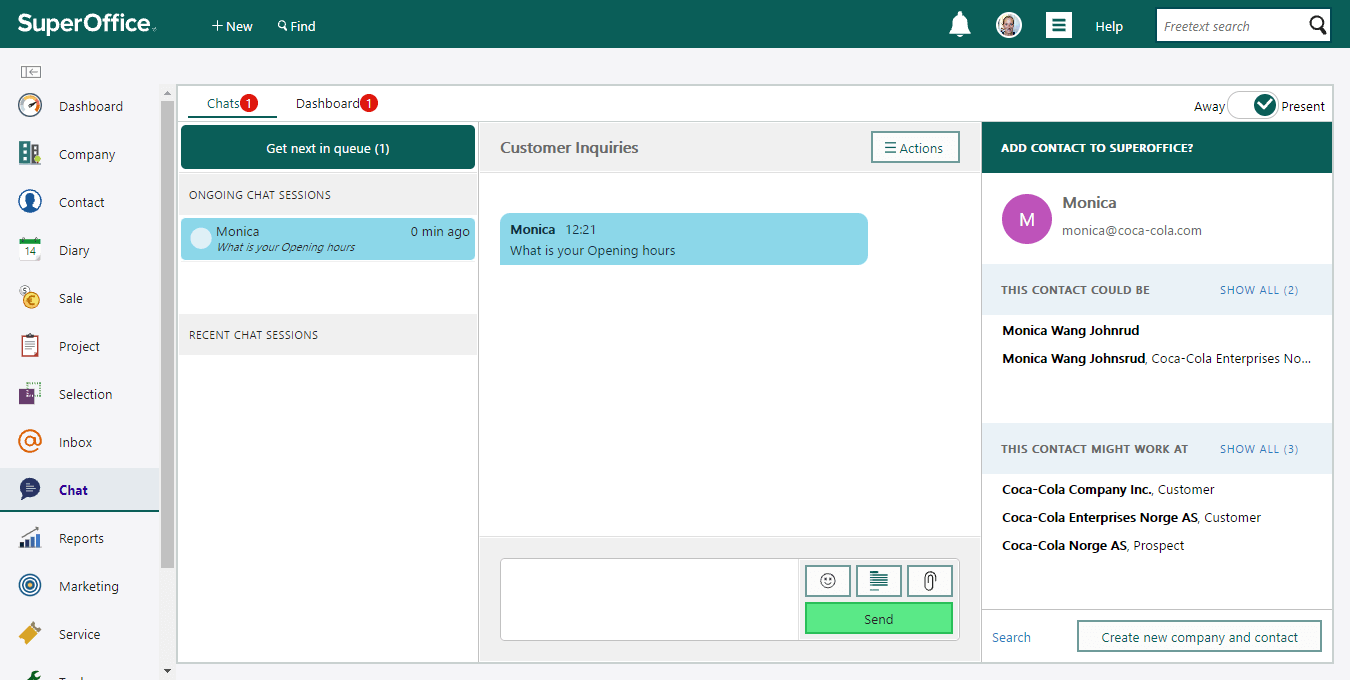 SuperOffice
+ New
Find
Help
Freetext search
Dashboard
Company
Contact
14
Diary
Sale
Project
Selection
Inbox
Chat
Reports
Marketing
Service
Chats 1
Dashboard 1
Away
Present
Get next in queue (1)
ONGOING CHAT SESSIONS
Monica 0 min ago
What is your Opening hours
RECENT CHAT SESSIONS
Customer Inquiries
Actions
Monica 12:21
What is your Opening hours
Send
ADD CONTACT TO SUPEROFFICE?
M
Monica
monica@coca-cola.com
THIS CONTACT COULD BE SHOW ALL (2)
Monica Wang Johnrud
Monica Wang Johnsrud, Coca-Cola Enterprises No...
THIS CONTACT MIGHT WORK AT SHOW ALL (3)
Coca-Cola Company Inc., Customer
Coca-Cola Enterprises Norge AS, Customer
Coca-Cola Norge AS, Prospect
Search
Create new company and contact